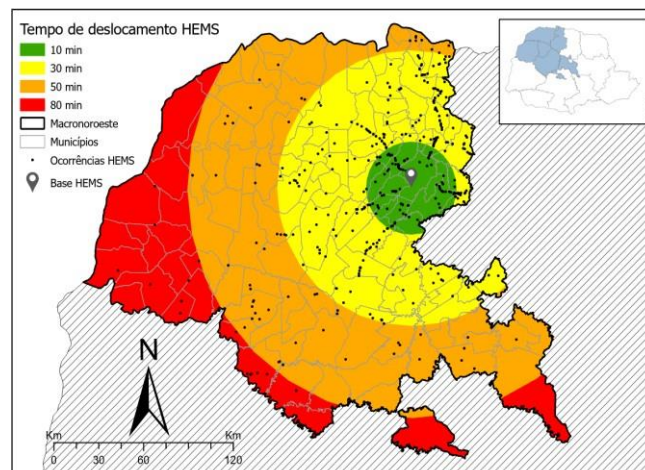 Tempo de deslocamento HEMS
10 min
30 min
50 min
80 min
Macronoroeste
Municípios
Ocorrências HEMS
Base HEMS
N
Km Km
0 30 60 120